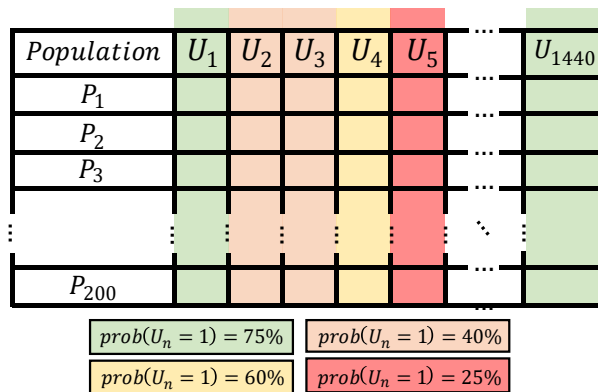 Population U₁ U₂ U₃ U₄ U₅ ... U₁₄₄₀
P₁ ...
P₂ ...
P₃ ...
...
⋮ ⋮ ⋮ ⋮ ⋮ ⋮ ⋮ ⋱ ⋮
P₂₀₀ ...
...
prob(Uₙ = 1) = 75% prob(Uₙ = 1) = 40%
prob(Uₙ = 1) = 60% prob(Uₙ = 1) = 25%